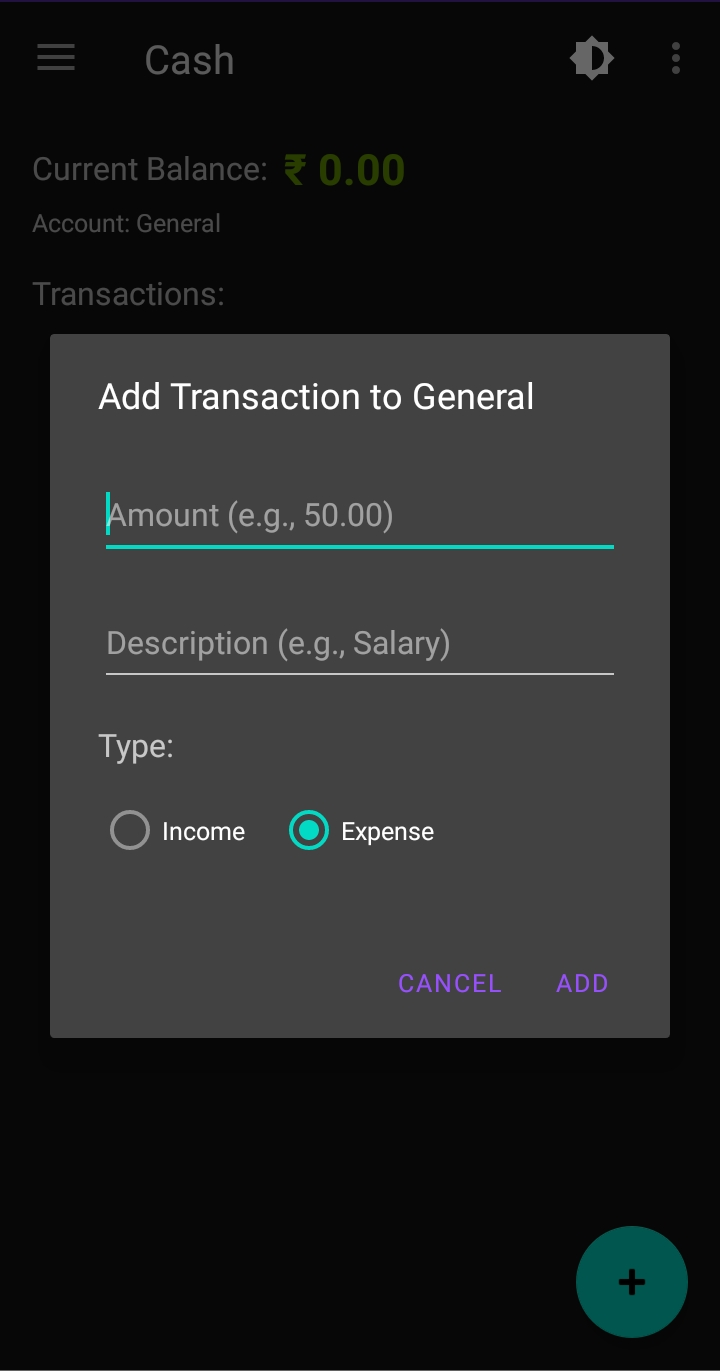 Cash
Current Balance: ₹ 0.00
Account: General
Transactions:
Add Transaction to General
Amount (e.g., 50.00)
Description (e.g., Salary)
Type:
Income Expense
CANCEL ADD